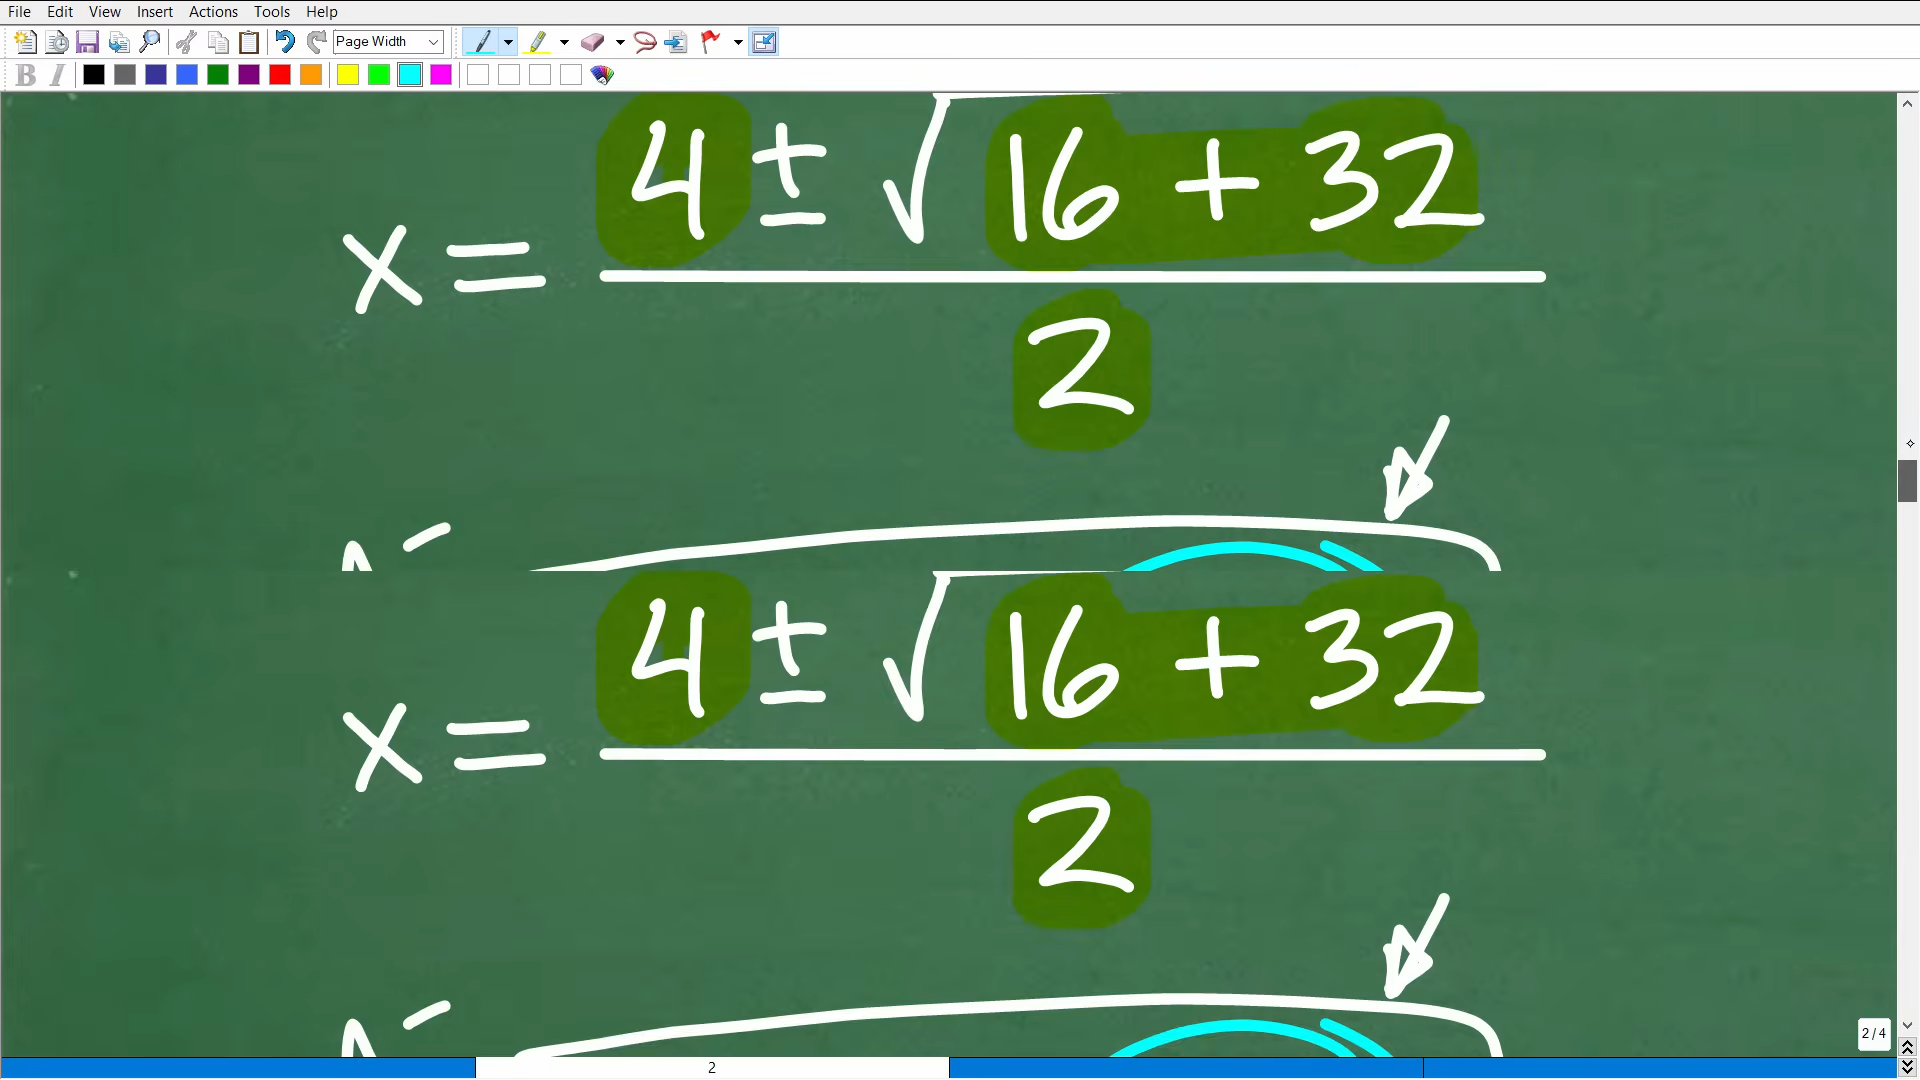 File Edit View Insert Actions Tools Help
Page Width
B I
4 ± √16 + 32
x =
2
4 ± √16 + 32
x =
2
2 / 4
2